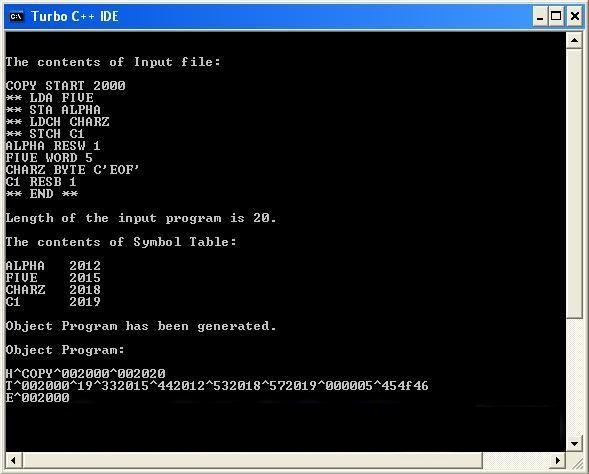 Turbo C++ IDE
The contents of Input file:
COPY START 2000
** LDA FIVE
** STA ALPHA
** LDCH CHARZ
** STCH C1
ALPHA RESW 1
FIVE WORD 5
CHARZ BYTE C'EOF'
C1 RESB 1
** END **
Length of the input program is 20.
The contents of Symbol Table:
ALPHA 2012
FIVE 2015
CHARZ 2018
C1 2019
Object Program has been generated.
Object Program:
H^COPY^002000^002020
T^002000^19^332015^442012^532018^572019^000005^454f46
E^002000